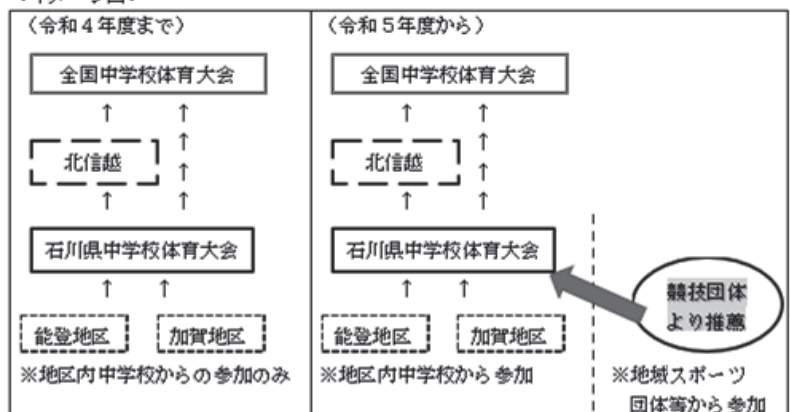 （令和４年度まで）
全国中学校体育大会
↑ ↑
↑
北信越
↑
↑ ↑
石川県中学校体育大会
↑ ↑
能登地区 加賀地区
※地区内中学校からの参加のみ
（令和５年度から）
全国中学校体育大会
↑ ↑
↑
北信越
↑
↑ ↑
石川県中学校体育大会
↑ ↑
能登地区 加賀地区
※地区内中学校から参加
競技団体
より推薦
※地域スポーツ
団体等から参加